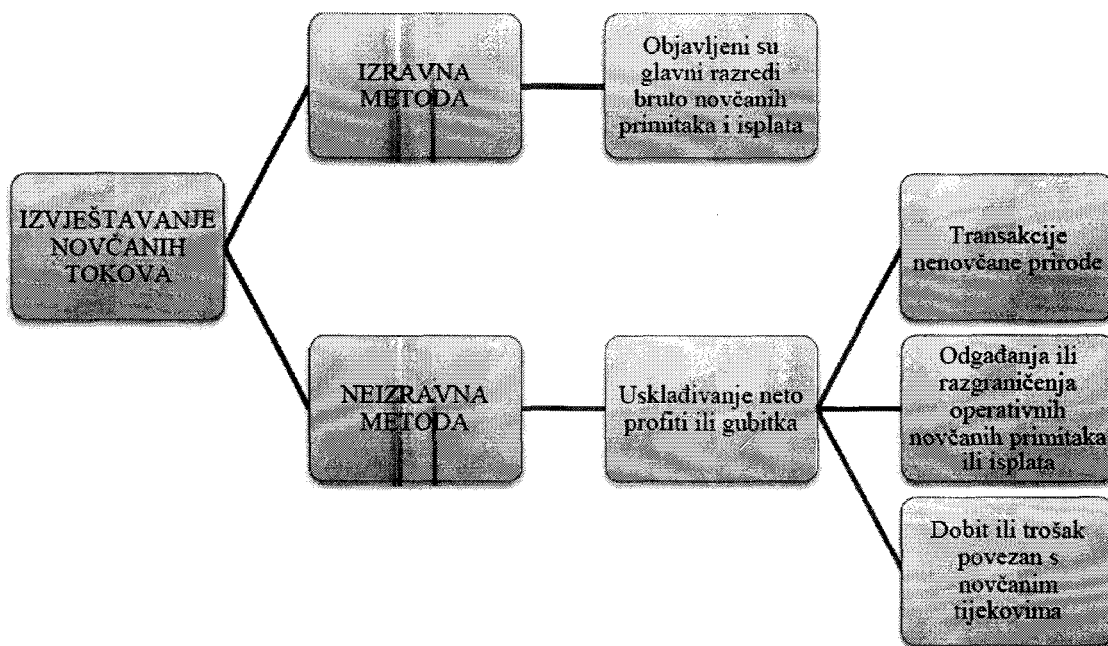 IZRAVNA
METODA
Objavljeni su
glavni razredi
bruto novčanih
primitaka i isplata
IZVJEŠTAVANJE
NOVČANIH
TOKOVA
Transakcije
nenovčane prirode
NEIZRAVNA
METODA
Usklađivanje neto
profiti ili gubitka
Odgađanja ili
razgraničenja
operativnih
novčanih primitaka
ili isplata
Dobit ili trošak
povezan s
novčanim
tijekovima